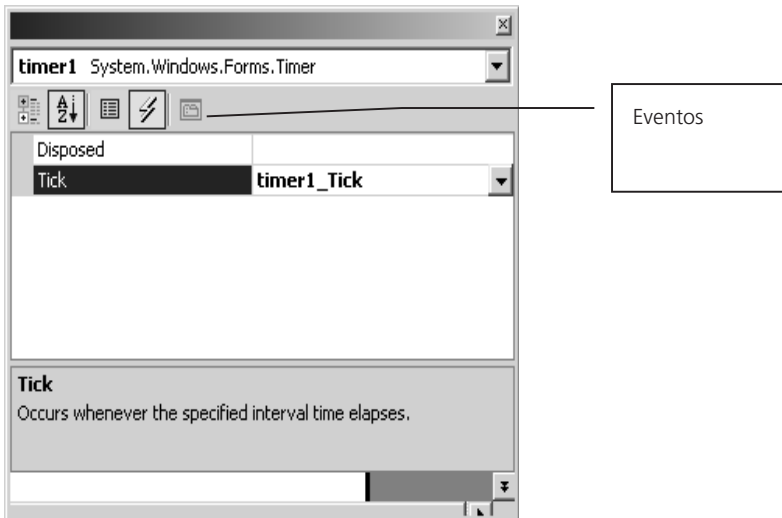 timer1 System.Windows.Forms.Timer
A
Z
Eventos
Disposed
Tick timer1_Tick
Tick
Occurs whenever the specified interval time elapses.